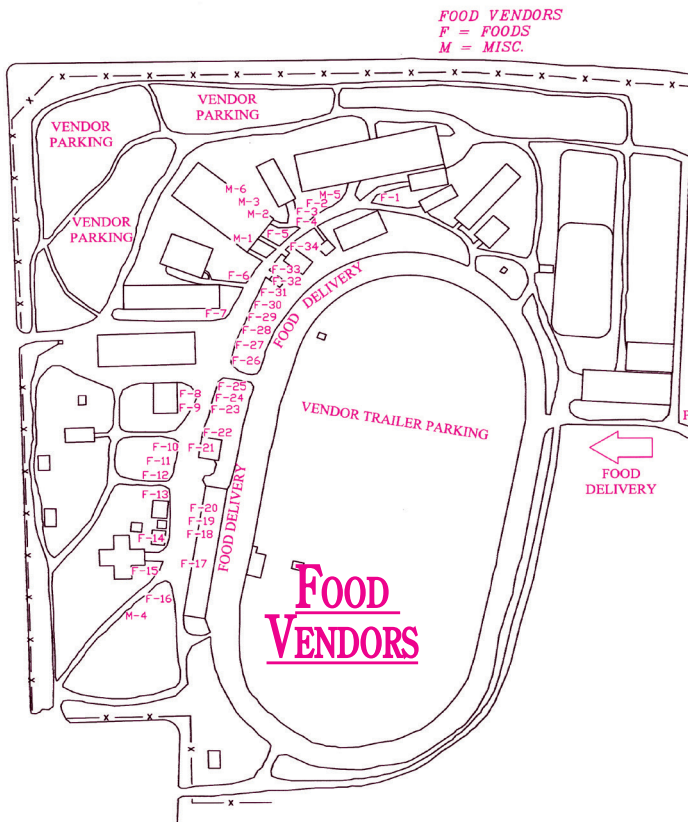 FOOD VENDORS
F = FOODS
M = MISC.
VENDOR
PARKING
VENDOR
PARKING
VENDOR
PARKING
M-6
M-3
M-2
M-1
M-5
F-1
F-2
F-3
F-4
F-5
F-34
F-6
F-33
F-32
F-31
F-30
F-29
F-28
F-27
F-26
F-7
FOOD DELIVERY
F-25
F-24
F-23
F-8
F-9
F-22
F-21
F-10
F-11
F-12
F-13
VENDOR TRAILER PARKING
FOOD
DELIVERY
F-20
F-19
F-18
F-17
FOOD DELIVERY
F-14
F-15
F-16
M-4
FOOD
VENDORS